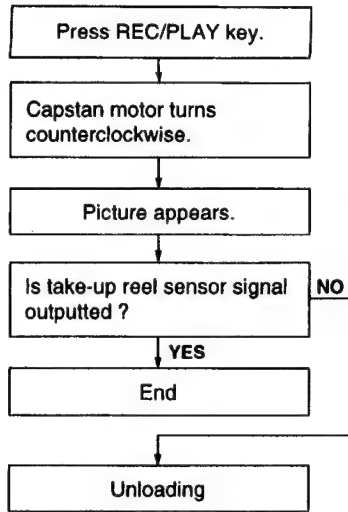 Press REC/PLAY key.
Capstan motor turns
counterclockwise.
Picture appears.
Is take-up reel sensor signal
outputted ?
NO
YES
End
Unloading